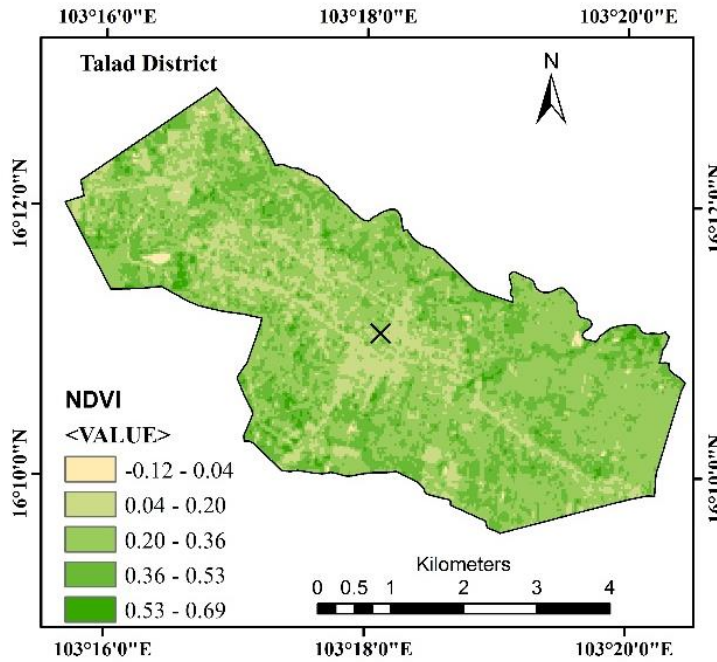 103°16'0"E 103°18'0"E 103°20'0"E
Talad District
N
16°12'0"N 16°12'0"N
NDVI
<VALUE>
-0.12 - 0.04
0.04 - 0.20
0.20 - 0.36
0.36 - 0.53
0.53 - 0.69
16°10'0"N 16°10'0"N
Kilometers
0 0.5 1 2 3 4
103°16'0"E 103°18'0"E 103°20'0"E